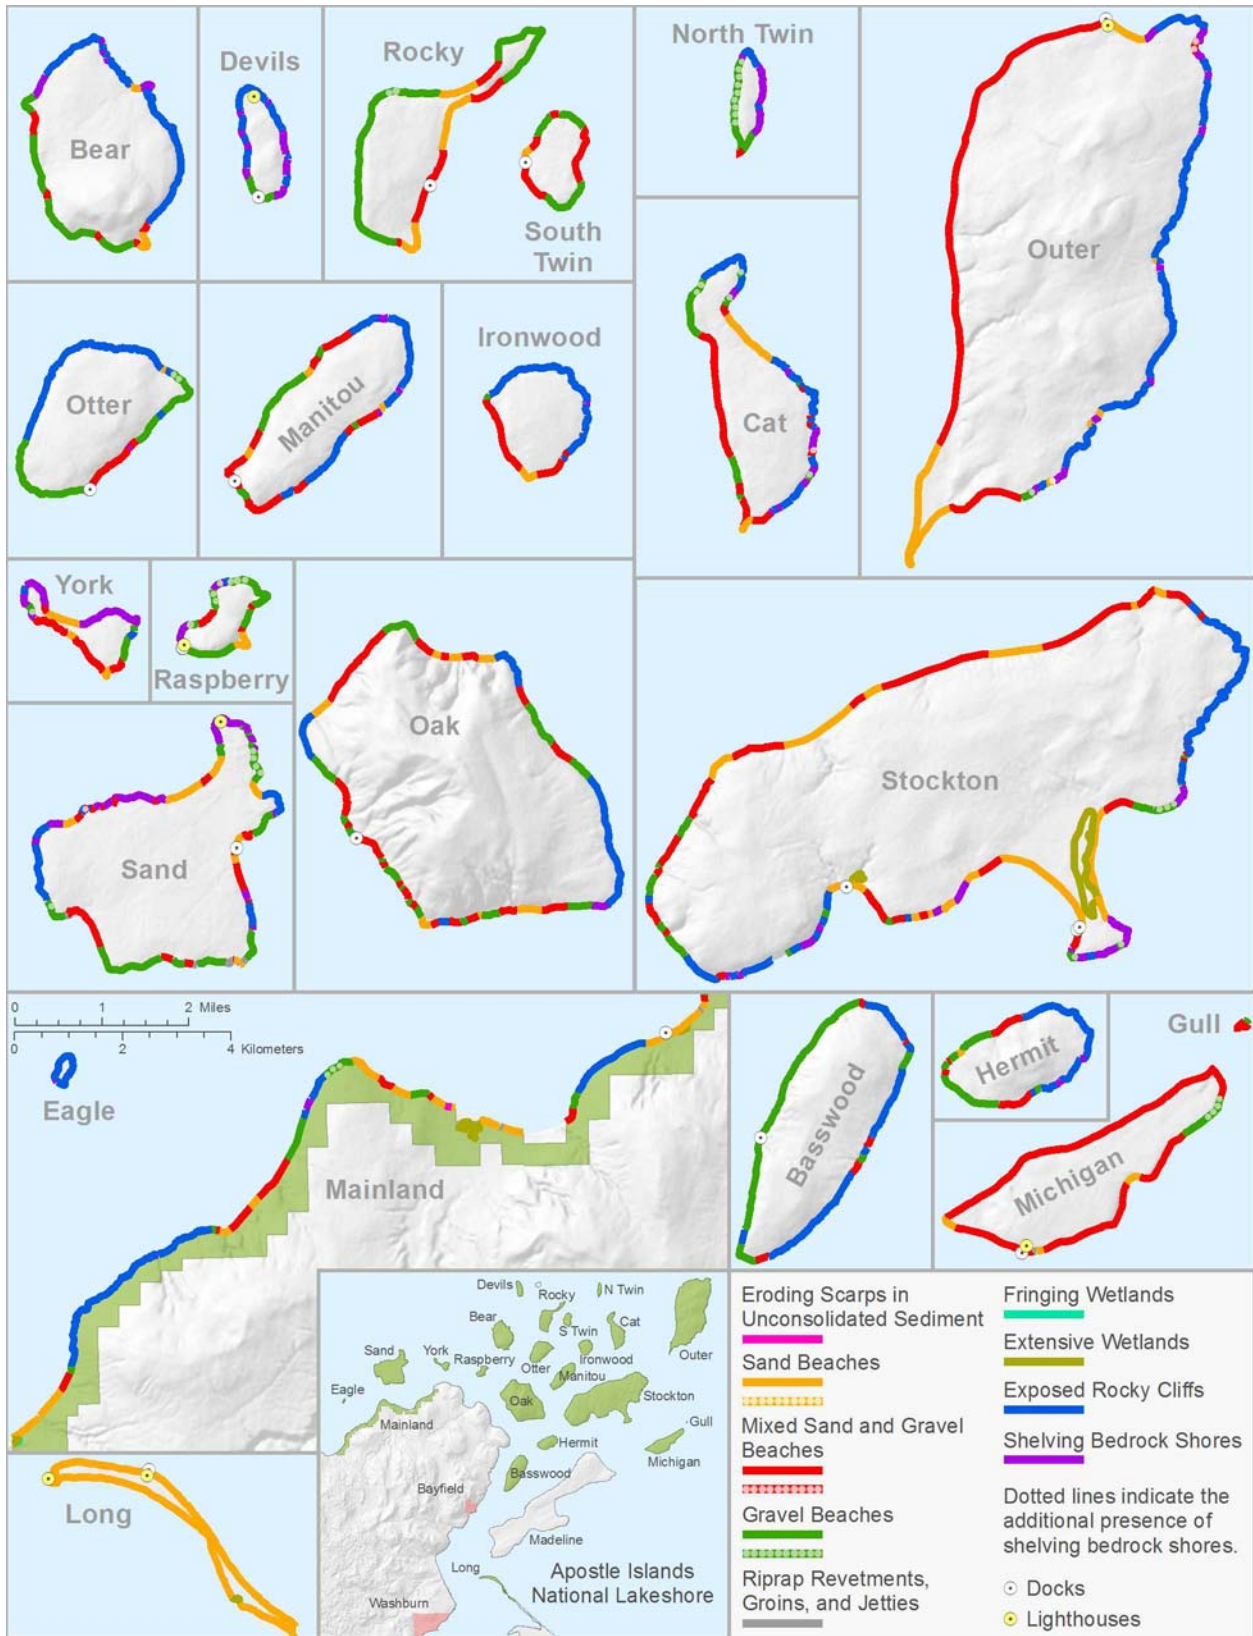 Bear
Devils
Rocky
South
Twin
North Twin
Outer
Otter
Manitou
Ironwood
Cat
York
Raspberry
Sand
Oak
Stockton
0 1 2 Miles
0 2 4 Kilometers
Eagle
Mainland
Basswood
Hermit
Gull
Michigan
Long
Devils
Rocky
N Twin
Bear
S Twin
Cat
Outer
Sand
York
Raspberry
Otter
Ironwood
Manitou
Eagle
Oak
Stockton
Mainland
Gull
Hermit
Michigan
Basswood
Bayfield
Madeline
Long
Washburn
Apostle Islands
National Lakeshore
Eroding Scarps in
Unconsolidated Sediment
Sand Beaches
Mixed Sand and Gravel
Beaches
Gravel Beaches
Riprap Revetments,
Groins, and Jetties
Fringing Wetlands
Extensive Wetlands
Exposed Rocky Cliffs
Shelving Bedrock Shores
Dotted lines indicate the
additional presence of
shelving bedrock shores.
Docks
Lighthouses